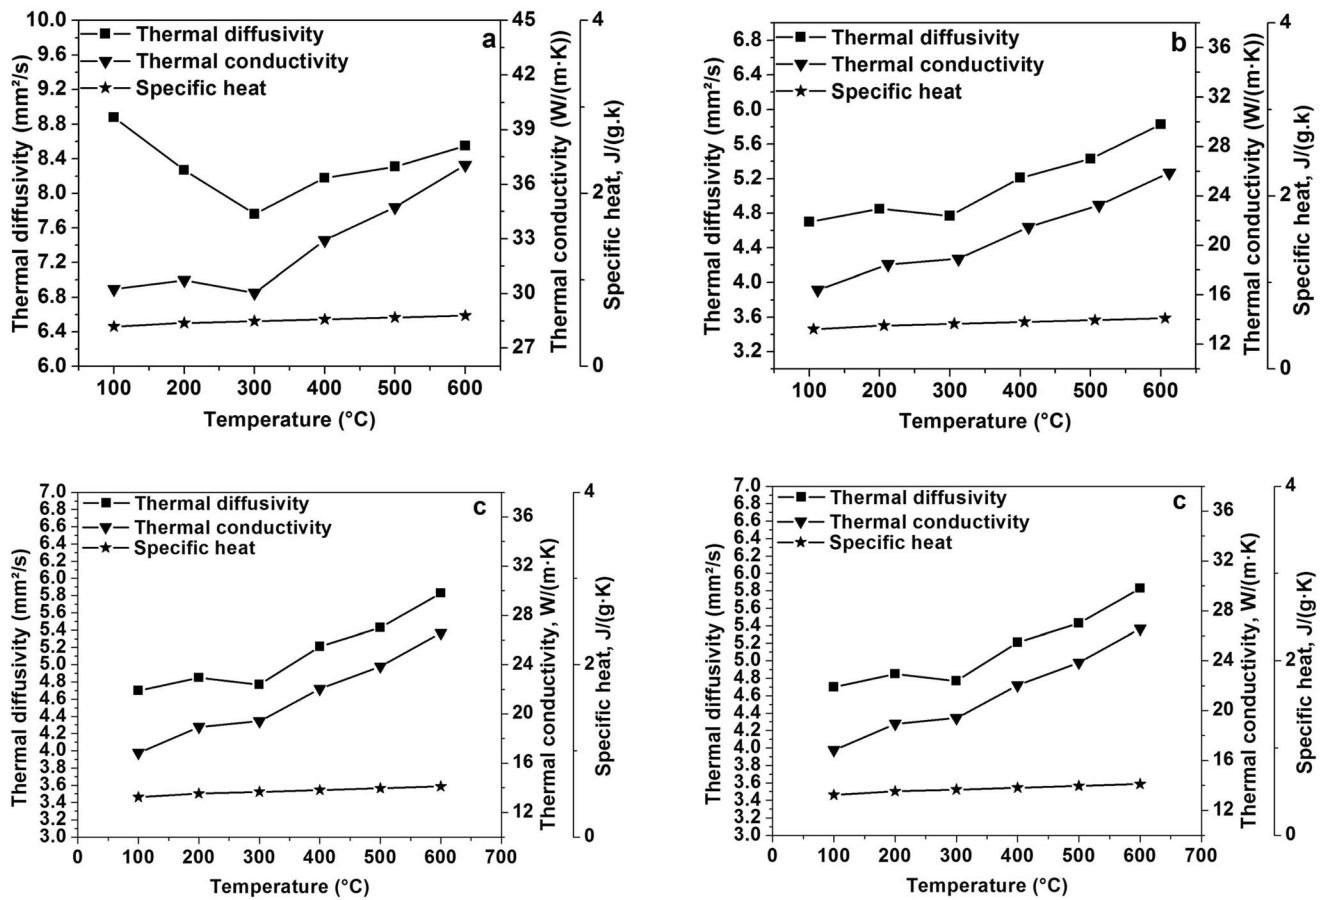 a
Thermal diffusivity
Thermal conductivity
Specific heat
Thermal diffusivity (mm²/s)
10.0
9.6
9.2
8.8
8.4
8.0
7.6
7.2
6.8
6.4
6.0
100 200 300 400 500 600
Temperature (°C)
45
42
39
36
33
30
27
Thermal conductivity (W/(m·K))
4
2
0
Specific heat, J/(g.k)
b
Thermal diffusivity
Thermal conductivity
Specific heat
Thermal diffusivity (mm²/s)
6.8
6.4
6.0
5.6
5.2
4.8
4.4
4.0
3.6
3.2
100 200 300 400 500 600
Temperature (°C)
36
32
28
24
20
16
12
Thermal conductivity (W/(m·K))
4
2
0
Specific heat, J/(g.k)
c
Thermal diffusivity
Thermal conductivity
Specific heat
Thermal diffusivity (mm²/s)
7.0
6.8
6.6
6.4
6.2
6.0
5.8
5.6
5.4
5.2
5.0
4.8
4.6
4.4
4.2
4.0
3.8
3.6
3.4
3.2
3.0
0 100 200 300 400 500 600 700
Temperature (°C)
36
32
28
24
20
16
12
Thermal conductivity, W/(m·K)
4
2
0
Specific heat, J/(g·K)
c
Thermal diffusivity
Thermal conductivity
Specific heat
Thermal diffusivity (mm²/s)
7.0
6.8
6.6
6.4
6.2
6.0
5.8
5.6
5.4
5.2
5.0
4.8
4.6
4.4
4.2
4.0
3.8
3.6
3.4
3.2
3.0
0 100 200 300 400 500 600 700
Temperature (°C)
36
32
28
24
20
16
12
Thermal conductivity, W/(m·K)
4
2
0
Specific heat, J/(g·K)